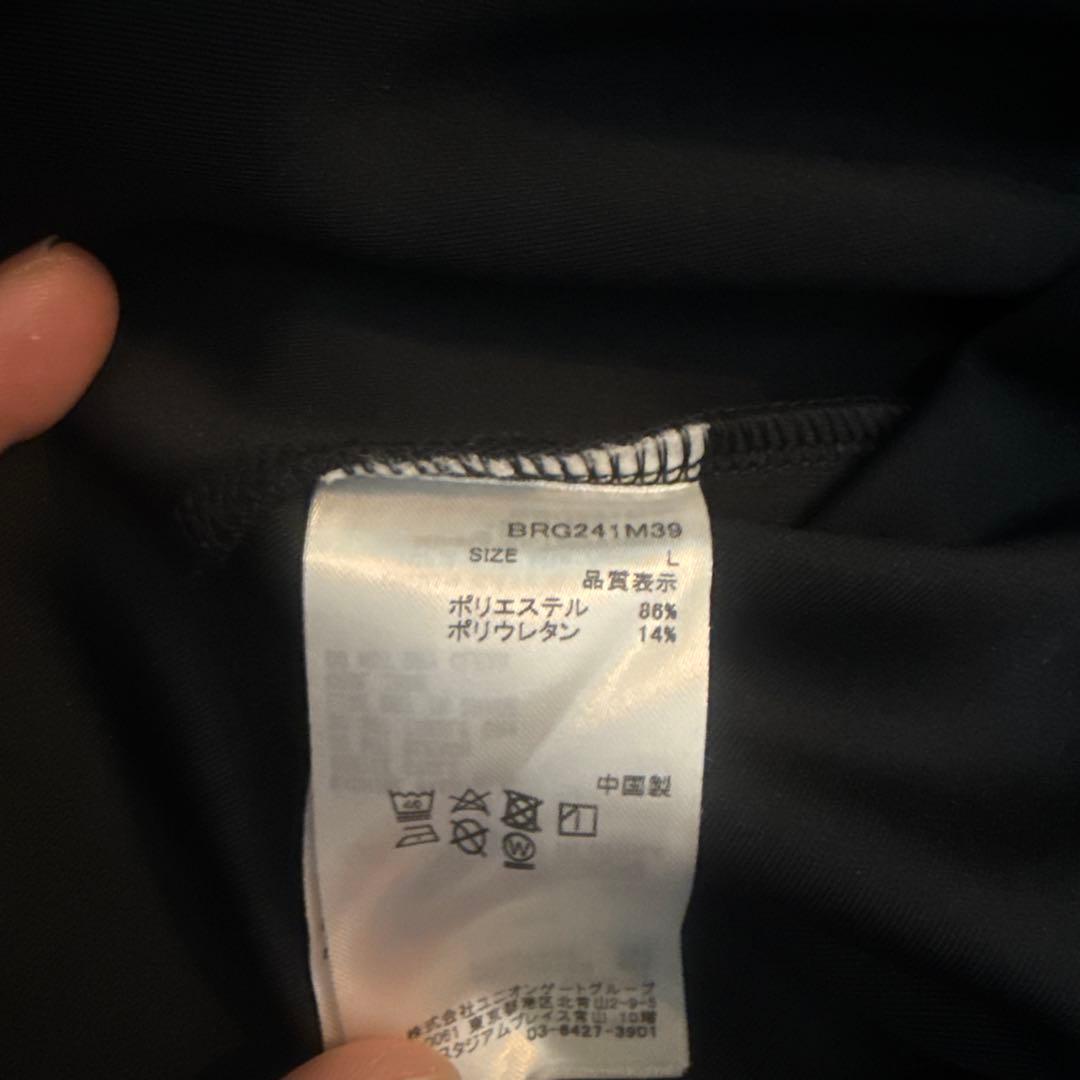 BRG241M39
SIZE L
品質表示
ポリエステル 86%
ポリウレタン 14%
中国製
40
W
株式会社ユニオンゲートグループ
0061 東京都港区北青山2-9-5
スタジアムプレイス青山 10階
03-6427-3901